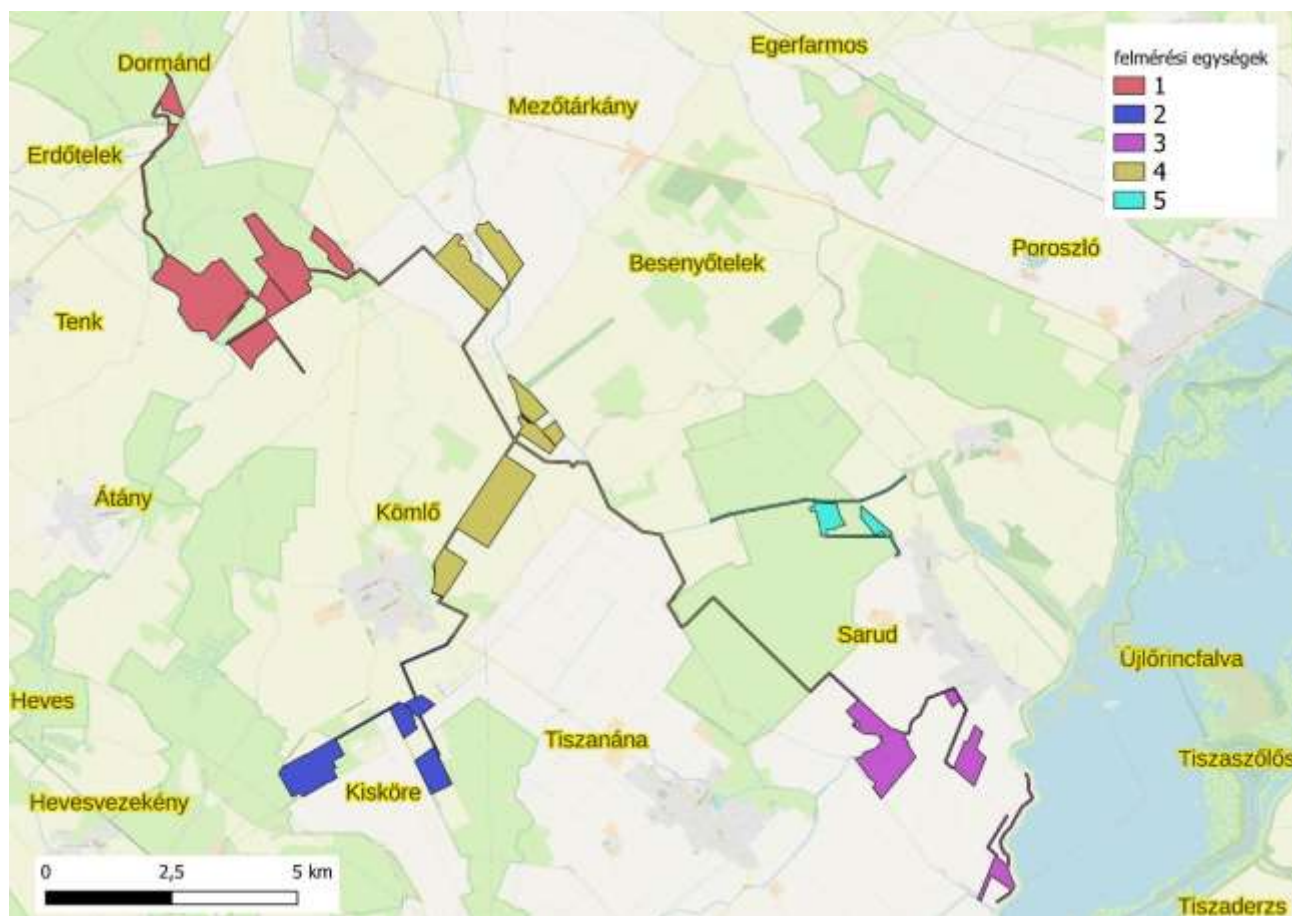 Egerfarmos
Dormánd
Mezőtárkány
Erdőtelek
felmérési egységek
1
2
3
4
5
Besenyőtelek
Poroszló
Tenk
Átány
Kömlő
Sarud
Újlőrincfalva
Heves
Tiszanána
Tiszaszőlős
Kisköre
Hevesvezekény
0 2,5 5 km
Tiszaderzs